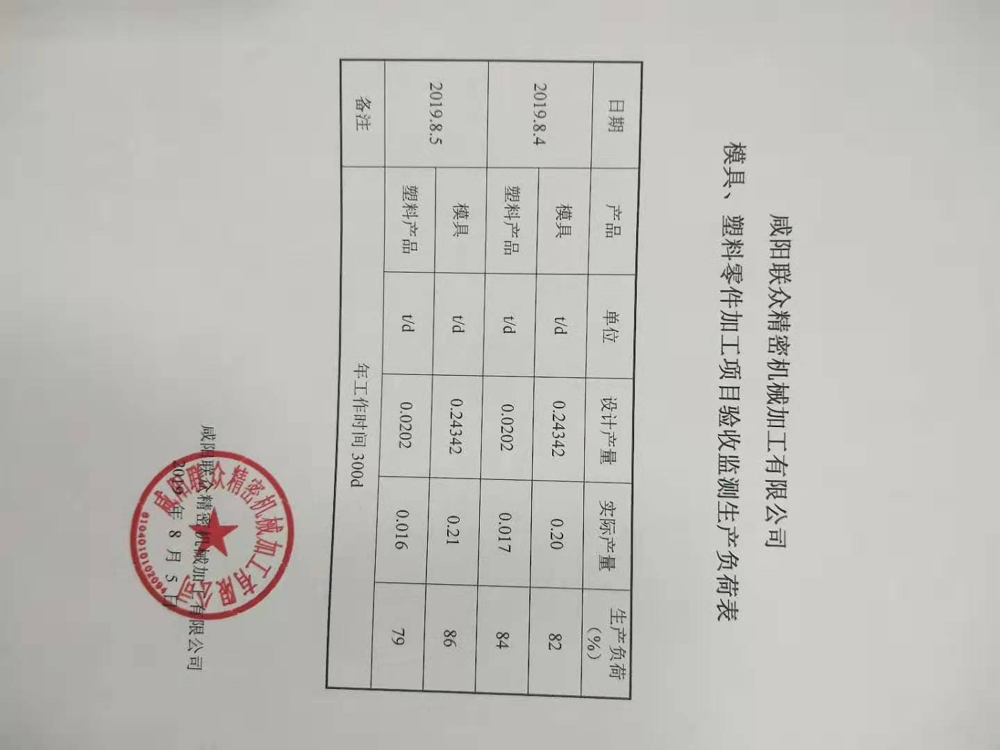 咸阳联众精密机械加工有限公司
模具、塑料零件加工项目验收监测生产负荷表
日期 产品 单位 设计产量 实际产量 生产负荷（%）
2019.8.4 模具 t/d 0.24342 0.20 82
塑料产品 t/d 0.0202 0.017 84
2019.8.5 模具 t/d 0.24342 0.21 86
塑料产品 t/d 0.0202 0.016 79
备注 年工作时间 300d
咸阳联众精密机械加工有限公司
2019 年 8 月 5 日
咸阳联众精密机械加工有限公司